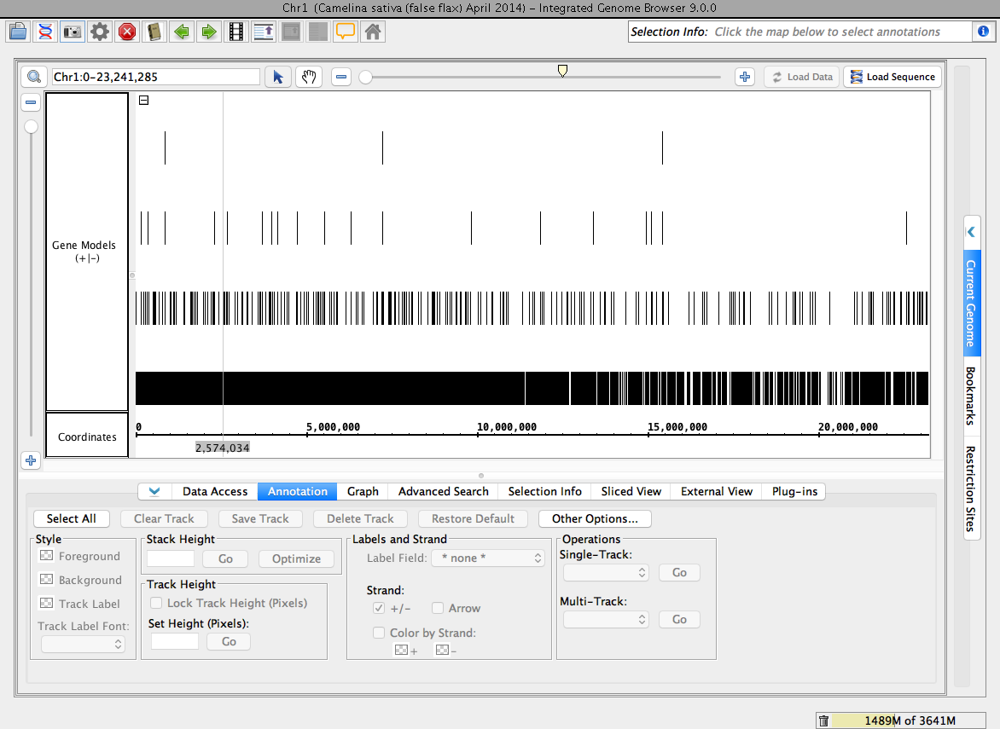 Chr1 (Camelina sativa (false flax) April 2014) – Integrated Genome Browser 9.0.0
Selection Info: Click the map below to select annotations
Chr1:0–23,241,285
Load Data
Load Sequence
Gene Models
(+|–)
Current Genome
Bookmarks
Restriction Sites
Coordinates
0 5,000,000 10,000,000 15,000,000 20,000,000
2,574,034
Data Access Annotation Graph Advanced Search Selection Info Sliced View External View Plug-ins
Select All Clear Track Save Track Delete Track Restore Default Other Options...
Style
Foreground
Background
Track Label
Track Label Font:
Stack Height
Go Optimize
Track Height
Lock Track Height (Pixels)
Set Height (Pixels):
Go
Labels and Strand
Label Field: * none *
Strand:
+/– Arrow
Color by Strand:
+ –
Operations
Single-Track:
Go
Multi-Track:
Go
1489M of 3641M